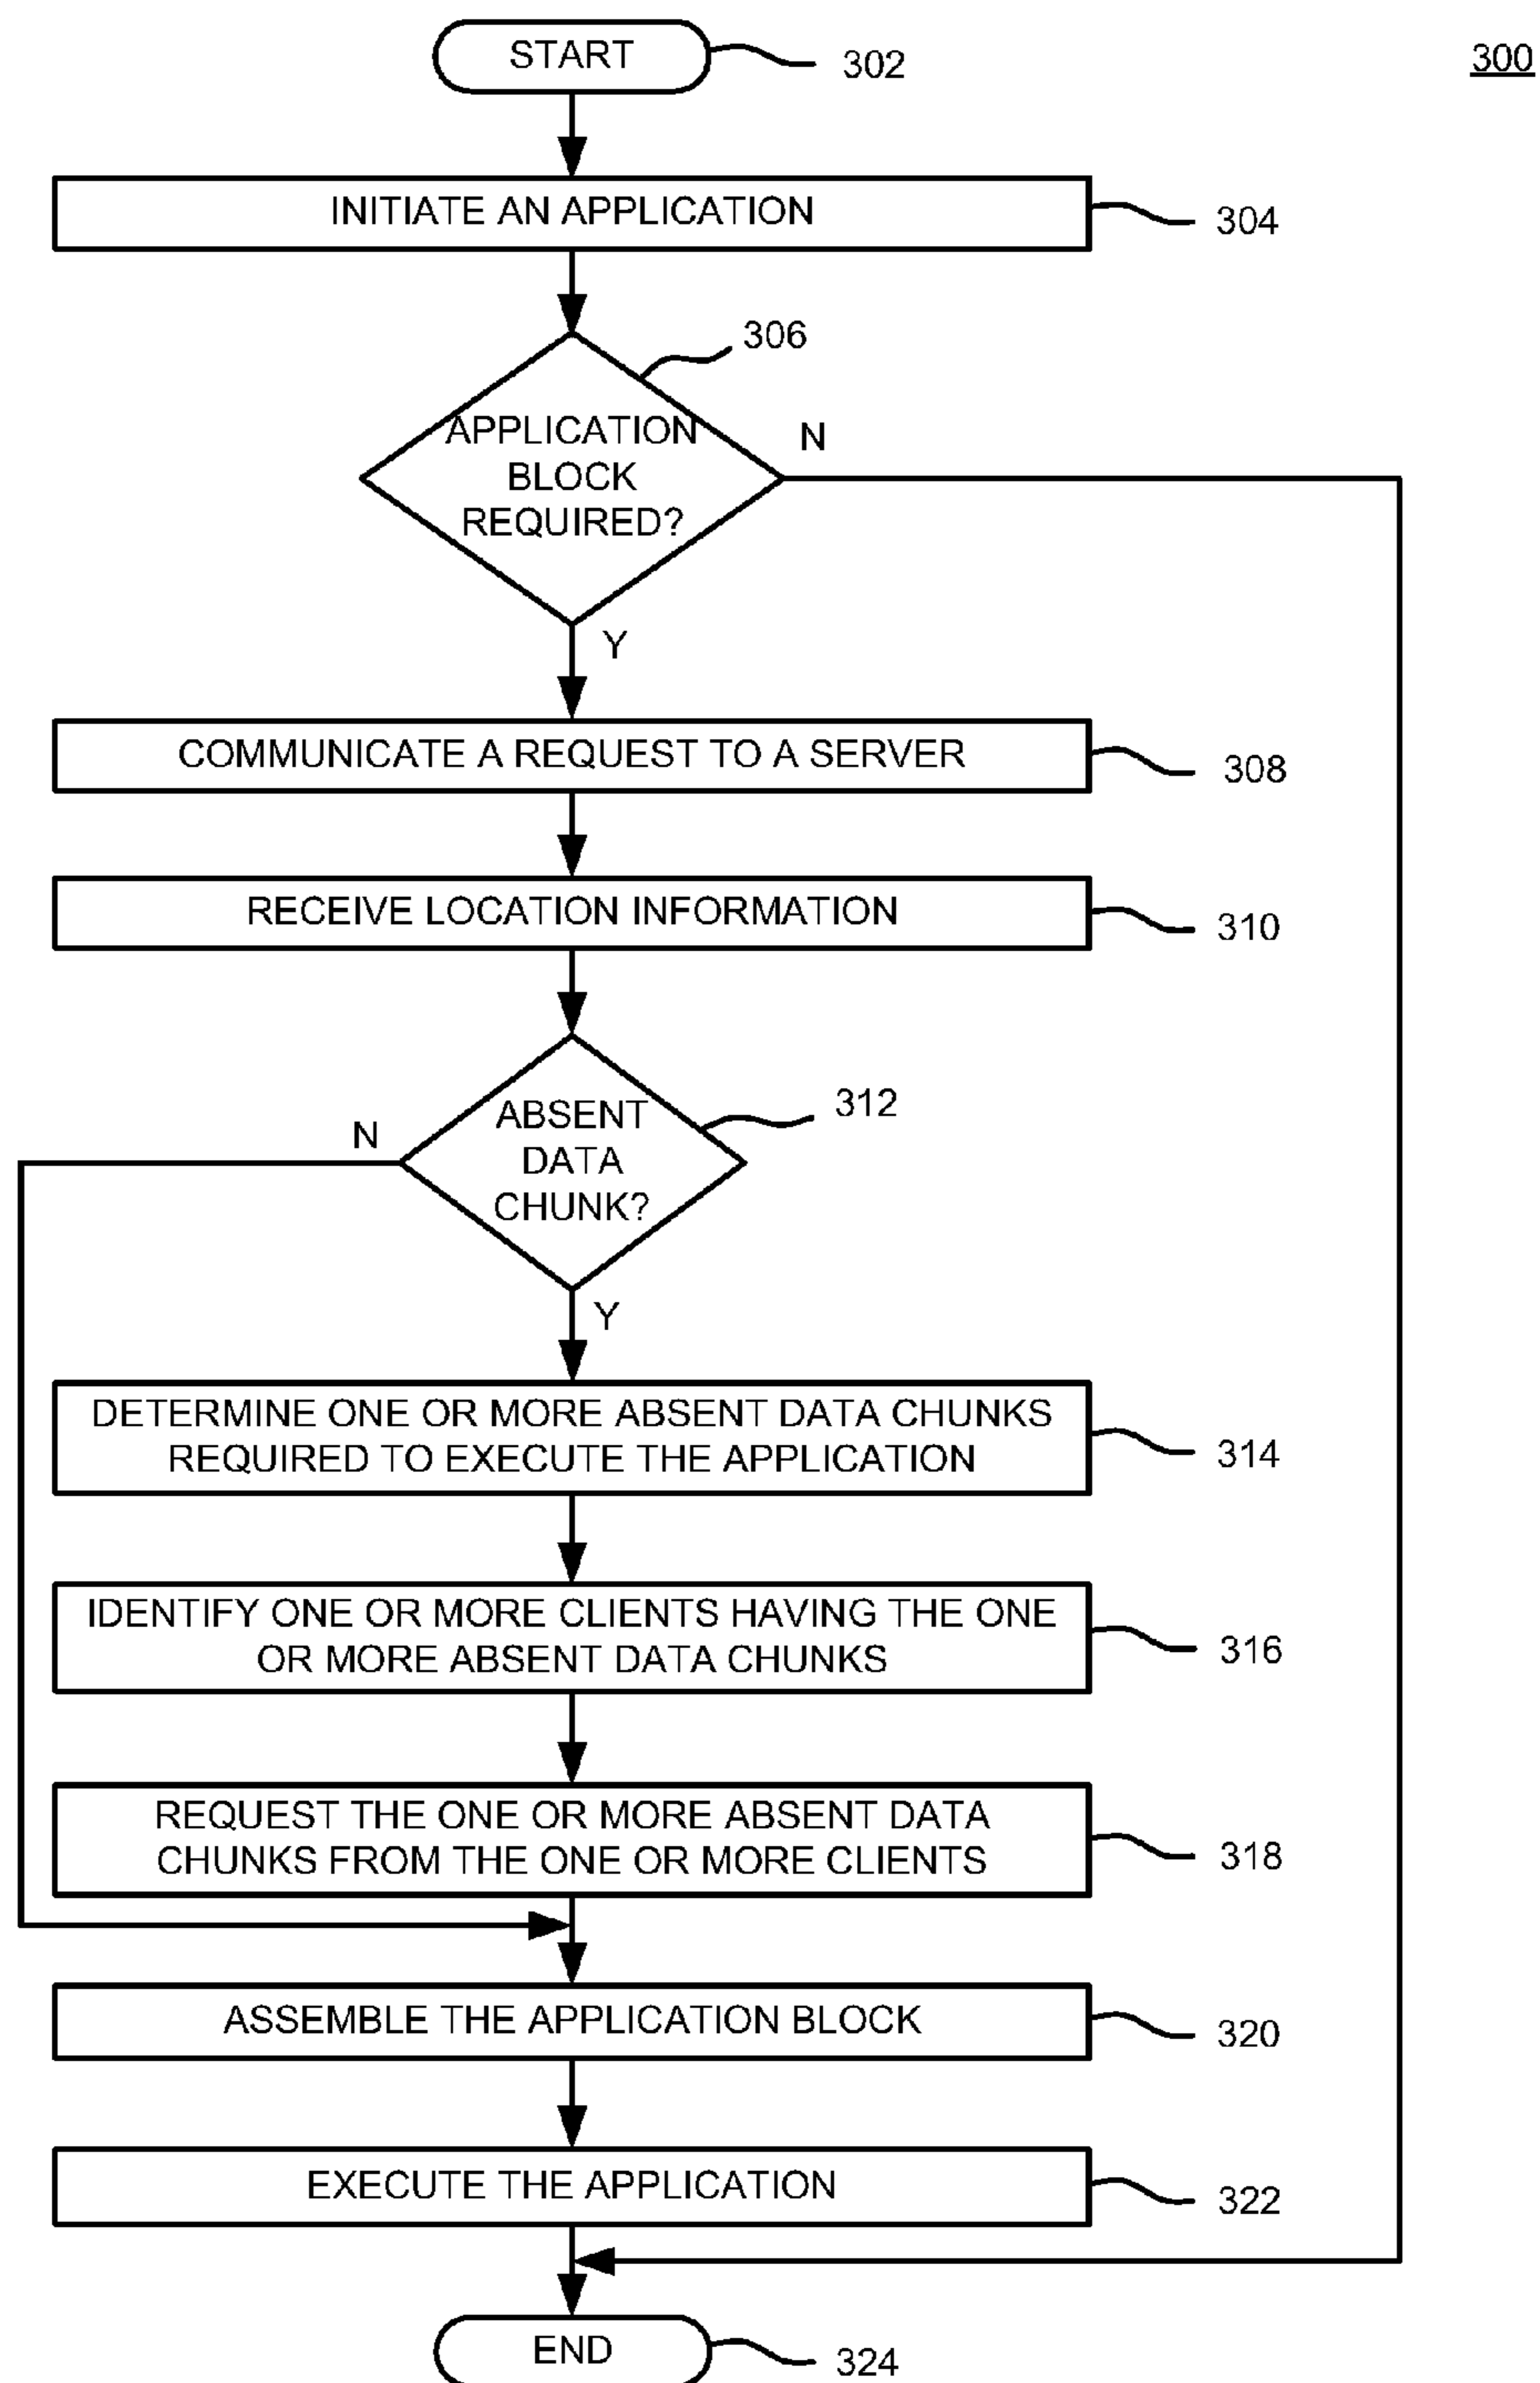 START
302
300
INITIATE AN APPLICATION
304
306
APPLICATION
BLOCK
REQUIRED?
N
Y
COMMUNICATE A REQUEST TO A SERVER
308
RECEIVE LOCATION INFORMATION
310
ABSENT
DATA
CHUNK?
312
N
Y
DETERMINE ONE OR MORE ABSENT DATA CHUNKS
REQUIRED TO EXECUTE THE APPLICATION
314
IDENTIFY ONE OR MORE CLIENTS HAVING THE ONE
OR MORE ABSENT DATA CHUNKS
316
REQUEST THE ONE OR MORE ABSENT DATA
CHUNKS FROM THE ONE OR MORE CLIENTS
318
ASSEMBLE THE APPLICATION BLOCK
320
EXECUTE THE APPLICATION
322
END
324